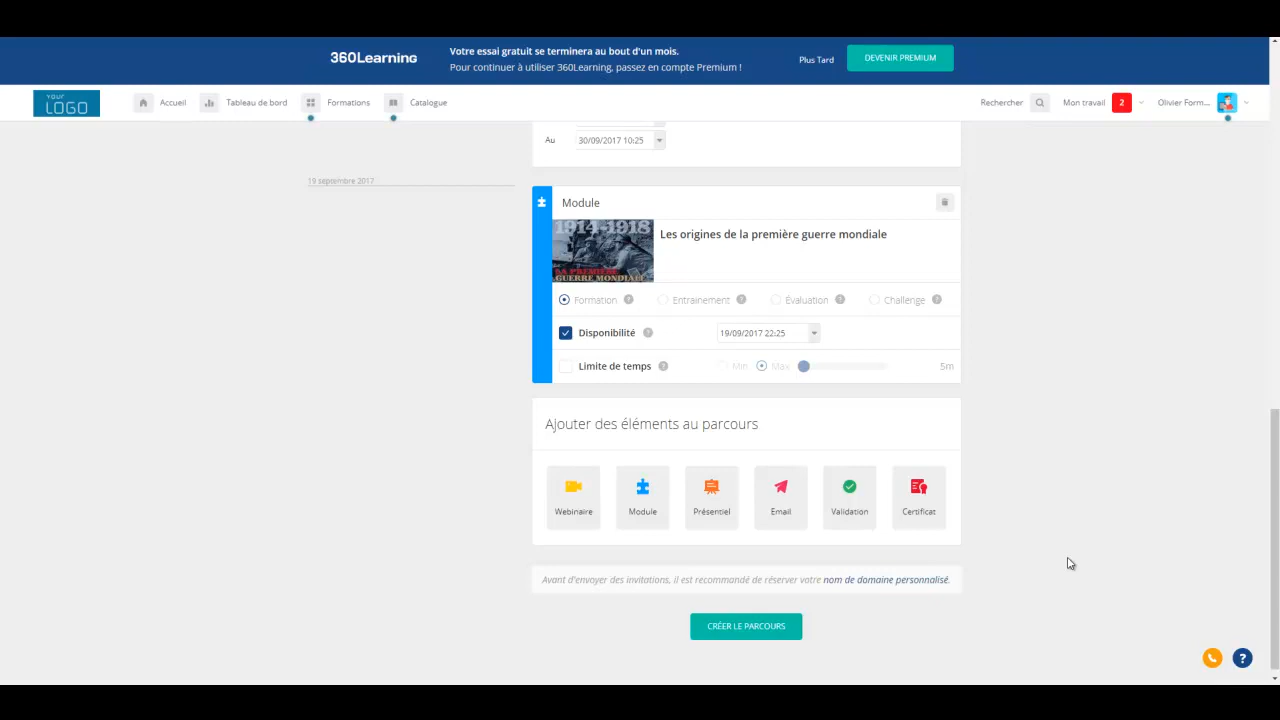 360Learning
Votre essai gratuit se terminera au bout d'un mois.
Pour continuer à utiliser 360Learning, passez en compte Premium !
Plus Tard
DEVENIR PREMIUM
YOUR
LOGO
Accueil
Tableau de bord
Formations
Catalogue
Rechercher
Mon travail
2
Olivier Form...
Au
30/09/2017 10:25
19 septembre 2017
Module
1914-1918
LA PREMIÈRE
GUERRE MONDIALE
Les origines de la première guerre mondiale
Formation ?
Entrainement ?
Évaluation ?
Challenge ?
Disponibilité ?
19/09/2017 22:25
Limite de temps ?
Min
Max
5m
Ajouter des éléments au parcours
Webinaire
Module
Présentiel
Email
Validation
Certificat
Avant d'envoyer des invitations, il est recommandé de réserver votre nom de domaine personnalisé.
CRÉER LE PARCOURS
?